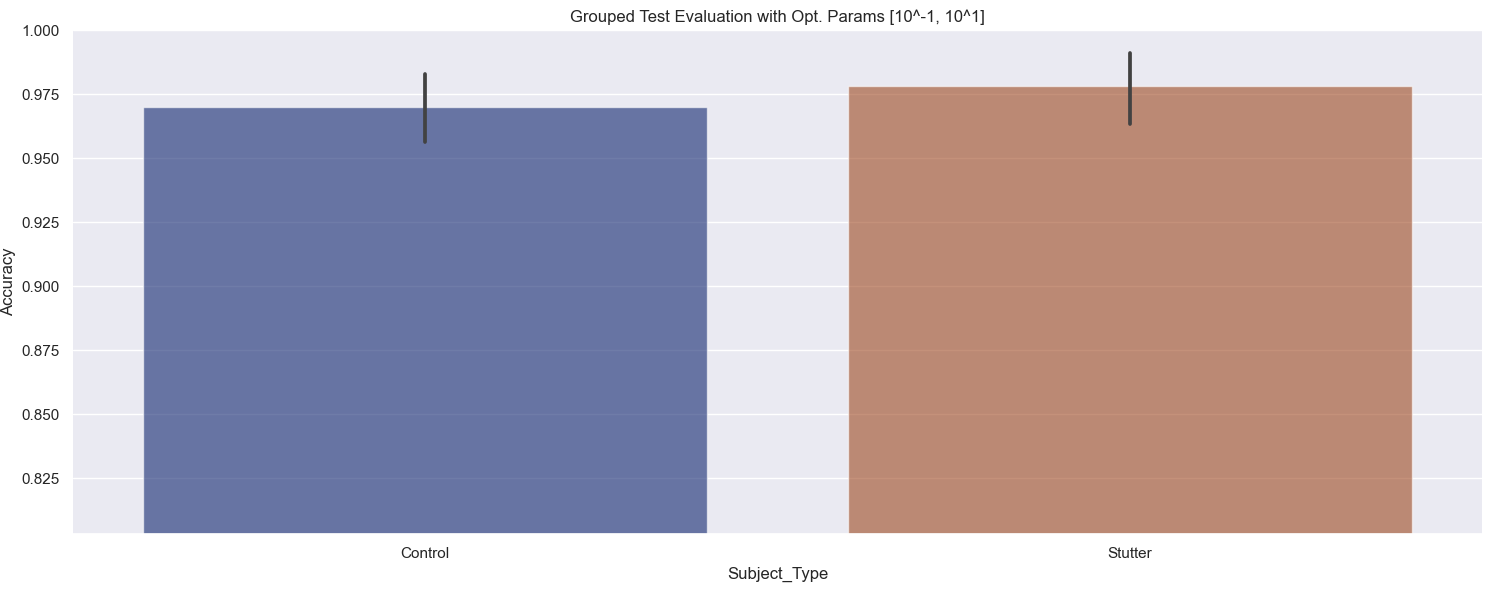 Grouped Test Evaluation with Opt. Params [10^-1, 10^1]
1.000
0.975
0.950
0.925
0.900
0.875
0.850
0.825
Accuracy
Control
Stutter
Subject_Type